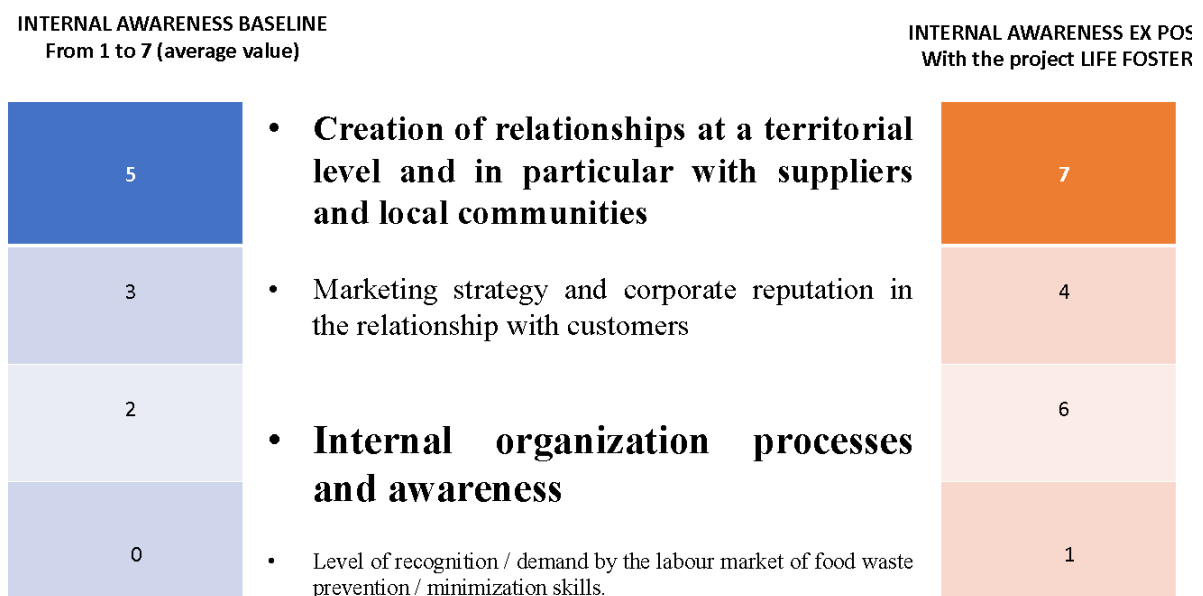 INTERNAL AWARENESS BASELINE
From 1 to 7 (average value)
INTERNAL AWARENESS EX POS
With the project LIFE FOSTER
5
• Creation of relationships at a territorial
level and in particular with suppliers
and local communities
7
3
• Marketing strategy and corporate reputation in
the relationship with customers
4
2
• Internal organization processes
and awareness
6
0
• Level of recognition / demand by the labour market of food waste
prevention / minimization skills.
1